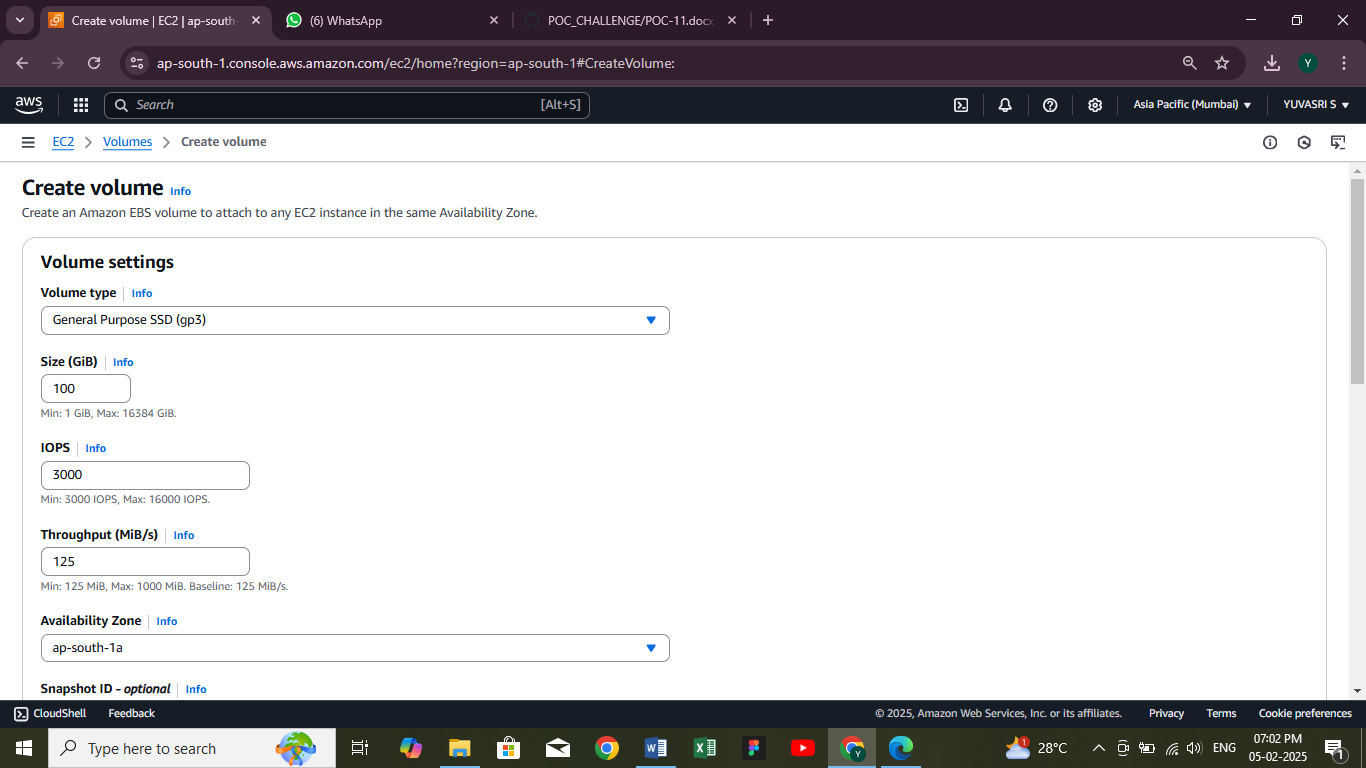 Create volume | EC2 | ap-south-
(6) WhatsApp
POC_CHALLENGE/POC-11.docx
ap-south-1.console.aws.amazon.com/ec2/home?region=ap-south-1#CreateVolume:
Y
aws
Search
[Alt+S]
Asia Pacific (Mumbai)
YUVASRI S
EC2
Volumes
Create volume
Create volume Info
Create an Amazon EBS volume to attach to any EC2 instance in the same Availability Zone.
Volume settings
Volume type Info
General Purpose SSD (gp3)
Size (GiB) Info
100
Min: 1 GiB, Max: 16384 GiB.
IOPS Info
3000
Min: 3000 IOPS, Max: 16000 IOPS.
Throughput (MiB/s) Info
125
Min: 125 MiB, Max: 1000 MiB. Baseline: 125 MiB/s.
Availability Zone Info
ap-south-1a
Snapshot ID - optional Info
CloudShell
Feedback
© 2025, Amazon Web Services, Inc. or its affiliates.
Privacy
Terms
Cookie preferences
Type here to search
28°C
ENG
07:02 PM
05-02-2025
1